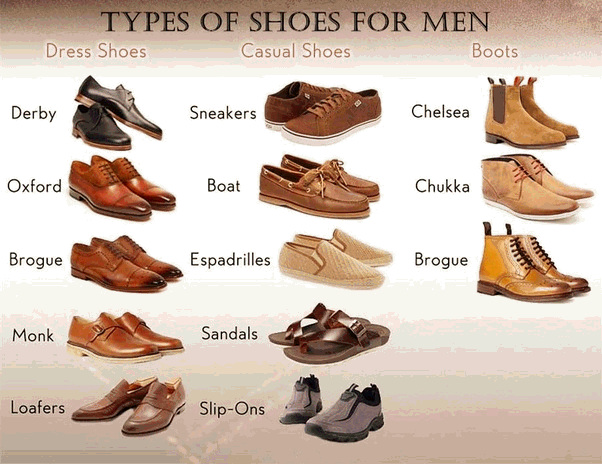 TYPES OF SHOES FOR MEN
Dress Shoes Casual Shoes Boots
Derby Sneakers Chelsea
Oxford Boat Chukka
Brogue Espadrilles Brogue
Monk Sandals
Loafers Slip-Ons